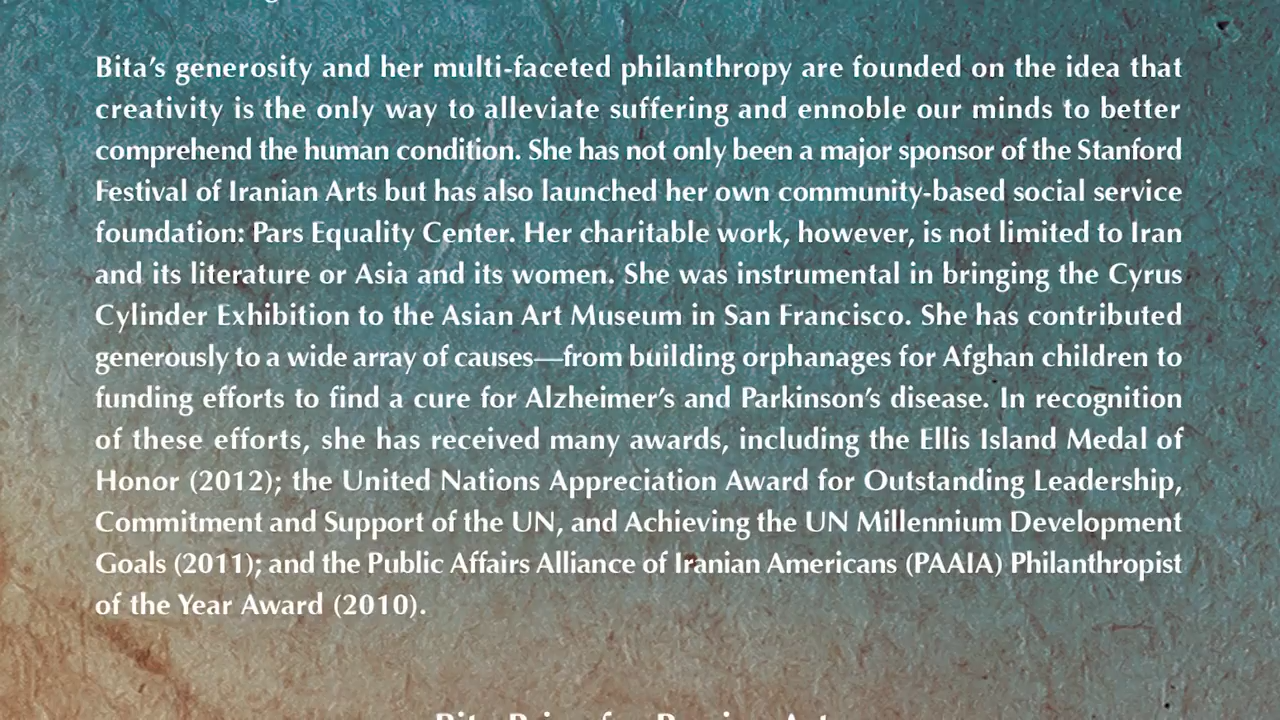 Bita's generosity and her multi-faceted philanthropy are founded on the idea that
creativity is the only way to alleviate suffering and ennoble our minds to better
comprehend the human condition. She has not only been a major sponsor of the Stanford
Festival of Iranian Arts but has also launched her own community-based social service
foundation: Pars Equality Center. Her charitable work, however, is not limited to Iran
and its literature or Asia and its women. She was instrumental in bringing the Cyrus
Cylinder Exhibition to the Asian Art Museum in San Francisco. She has contributed
generously to a wide array of causes—from building orphanages for Afghan children to
funding efforts to find a cure for Alzheimer's and Parkinson's disease. In recognition
of these efforts, she has received many awards, including the Ellis Island Medal of
Honor (2012); the United Nations Appreciation Award for Outstanding Leadership,
Commitment and Support of the UN, and Achieving the UN Millennium Development
Goals (2011); and the Public Affairs Alliance of Iranian Americans (PAAIA) Philanthropist
of the Year Award (2010).